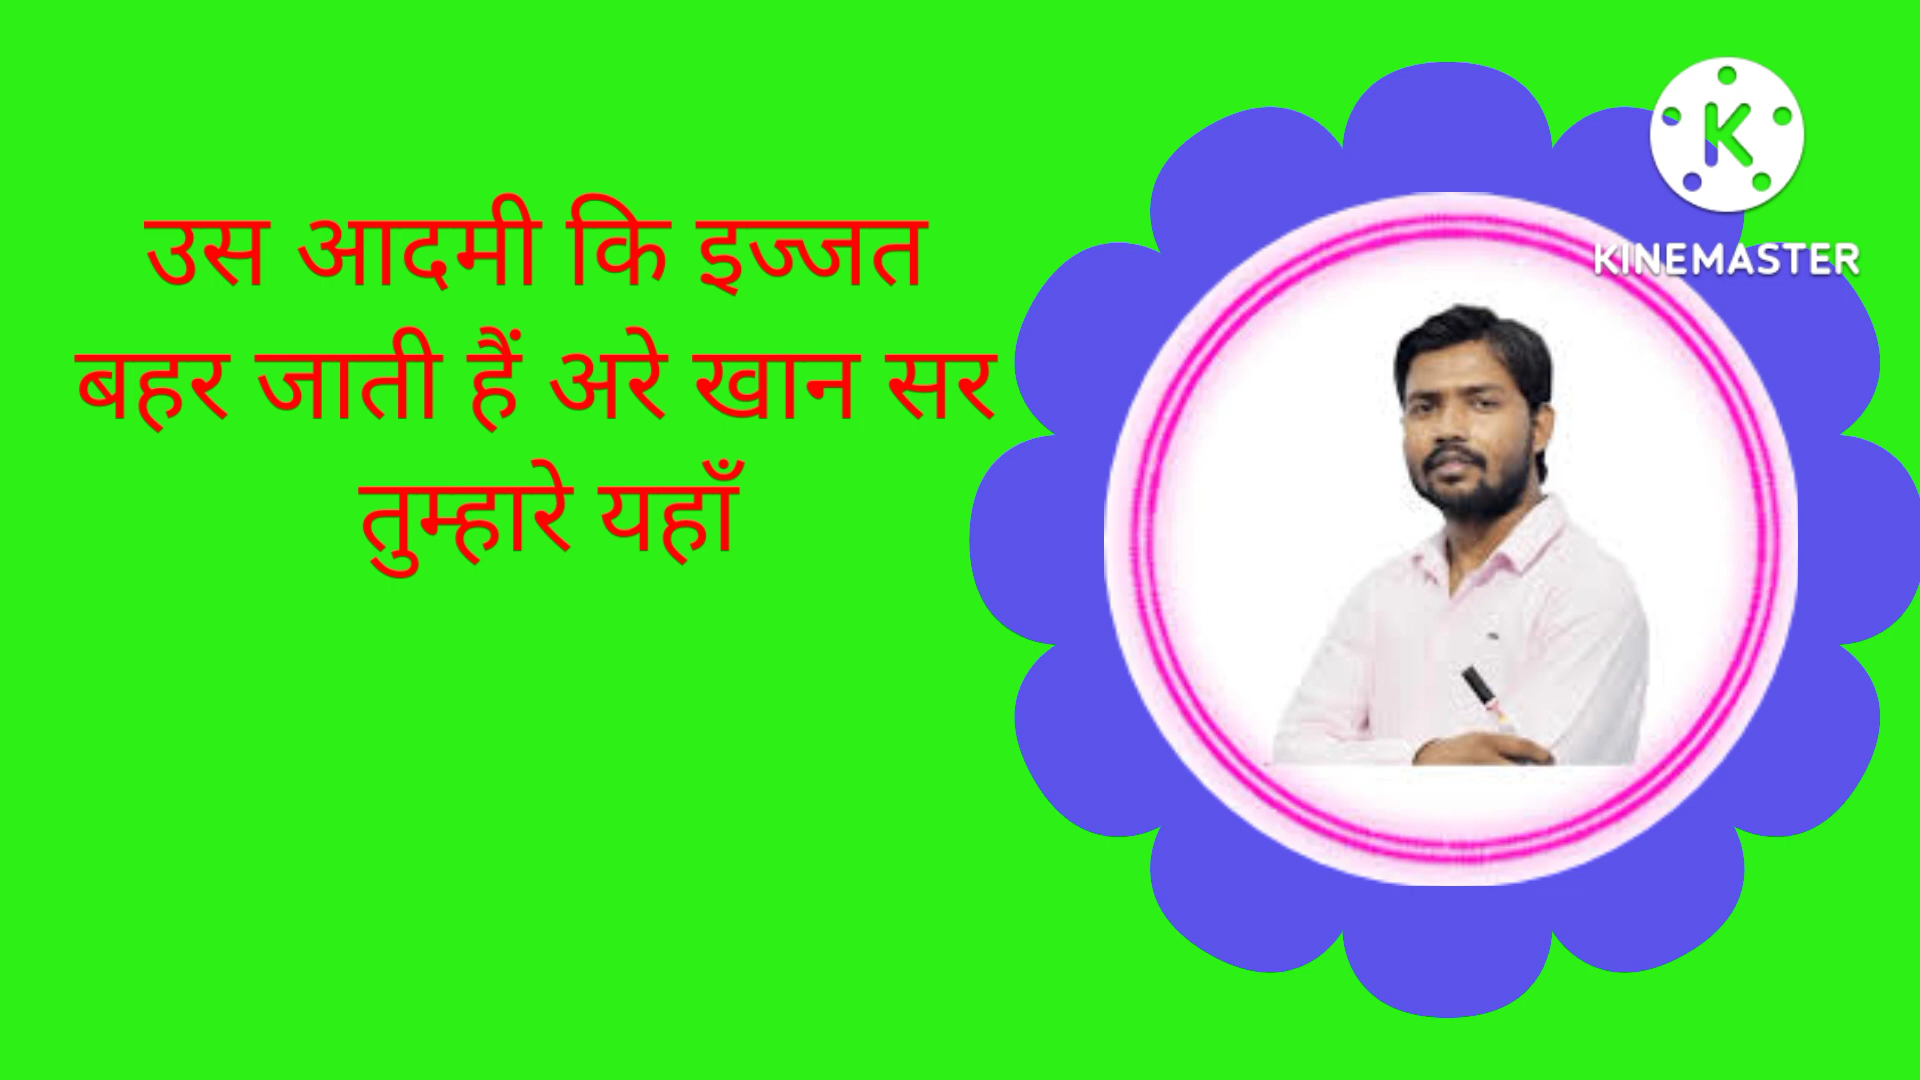 उस आदमी कि इज्जत
बहर जाती हैं अरे खान सर
तुम्हारे यहाँ
KINEMASTER